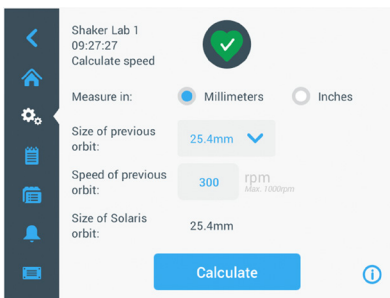 Shaker Lab 1
09:27:27
Calculate speed
Measure in: Millimeters Inches
Size of previous
orbit:
25.4mm
Speed of previous
orbit:
300 rpm
Max. 1000rpm
Size of Solaris
orbit:
25.4mm
Calculate